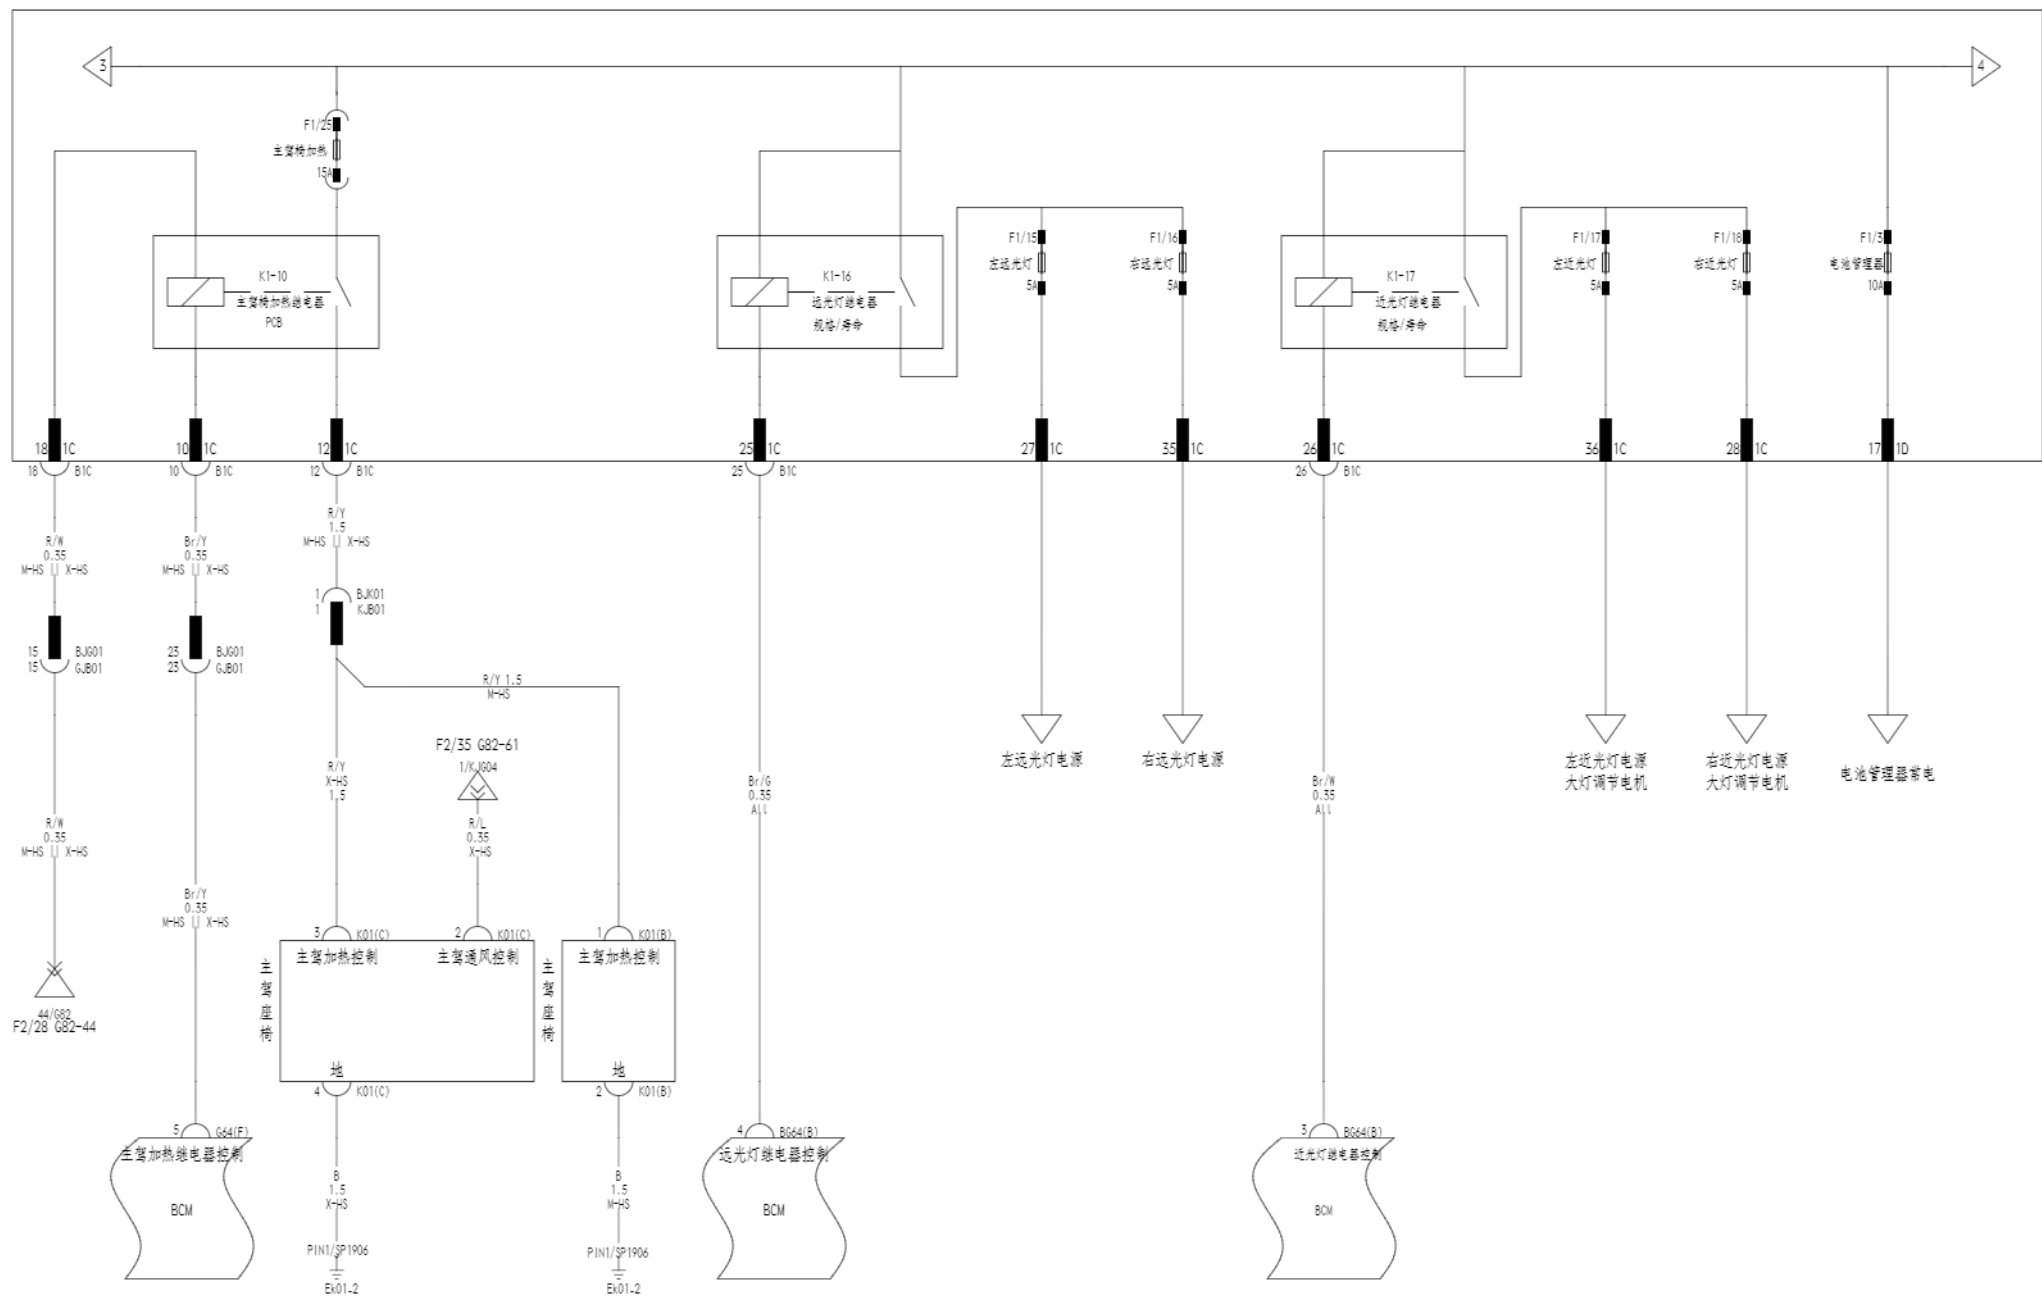 3
4
F1/25
主驾椅加热
15A
K1-10
主驾椅加热继电器
PCB
K1-16
远光灯继电器
规格/寿命
F1/15
左远光灯
5A
F1/16
右远光灯
5A
K1-17
近光灯继电器
规格/寿命
F1/17
左近光灯
5A
F1/18
右近光灯
5A
F1/3
电池管理器
10A
18 1C
10 1C
12 1C
25 1C
27 1C
35 1C
26 1C
36 1C
28 1C
17 1D
18 B1C
10 B1C
12 B1C
25 B1C
26 B1C
R/W
0.35
M-HS X-HS
Br/Y
0.35
M-HS X-HS
R/Y
1.5
M-HS X-HS
1 BJK01
1 KJB01
15 BJG01
15 GJB01
23 BJG01
23 GJB01
R/Y 1.5
M-HS
F2/35 G82-61
1/KJG04
R/Y
X-HS
1.5
R/L
0.35
X-HS
R/W
0.35
M-HS X-HS
Br/Y
0.35
M-HS X-HS
Br/G
0.35
ALL
左远光灯电源
右远光灯电源
Br/W
0.35
ALL
左近光灯电源
大灯调节电机
右近光灯电源
大灯调节电机
电池管理器常电
44/G82
F2/28 G82-44
3 K01(C)
2 K01(C)
1 K01(B)
主驾加热控制
主驾通风控制
主驾加热控制
主驾座椅
主驾座椅
地
地
4 K01(C)
2 K01(B)
5 G64(F)
主驾加热继电器控制
BCM
4 BG64(B)
远光灯继电器控制
BCM
3 BG64(B)
近光灯继电器控制
BCM
B
1.5
X-HS
B
1.5
M-HS
PIN1/SP1906
PIN1/SP1906
Ek01-2
Ek01-2